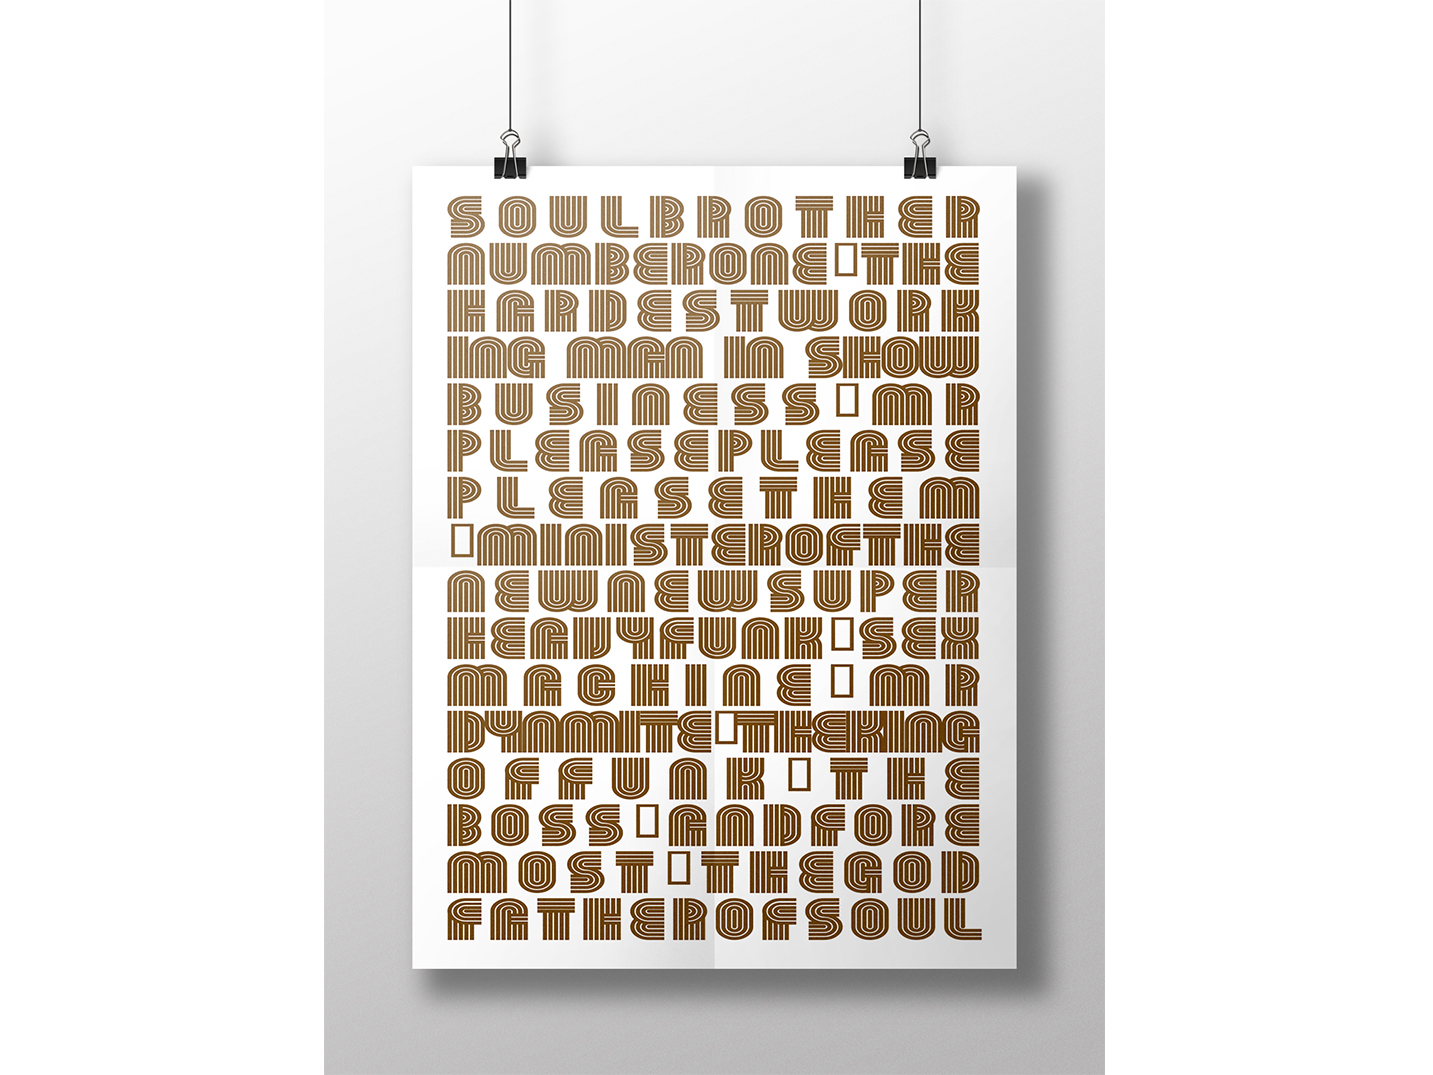 SOULBROTHER
NUMBERONE▯THE
HARDESTWORK
ING MAN IN SHOW
BUSINESS▯MR
PLEASEPLEASE
PLEASETHEM
▯MINISTEROFTHE
NEWNEWSUPER
HEAVYFUNK▯SEX
MACHINE▯MR
DYNMITE▯THEKING
OFFUNK▯THE
BOSS▯ANDFORE
MOST▯THEGOD
FATHEROFSOUL